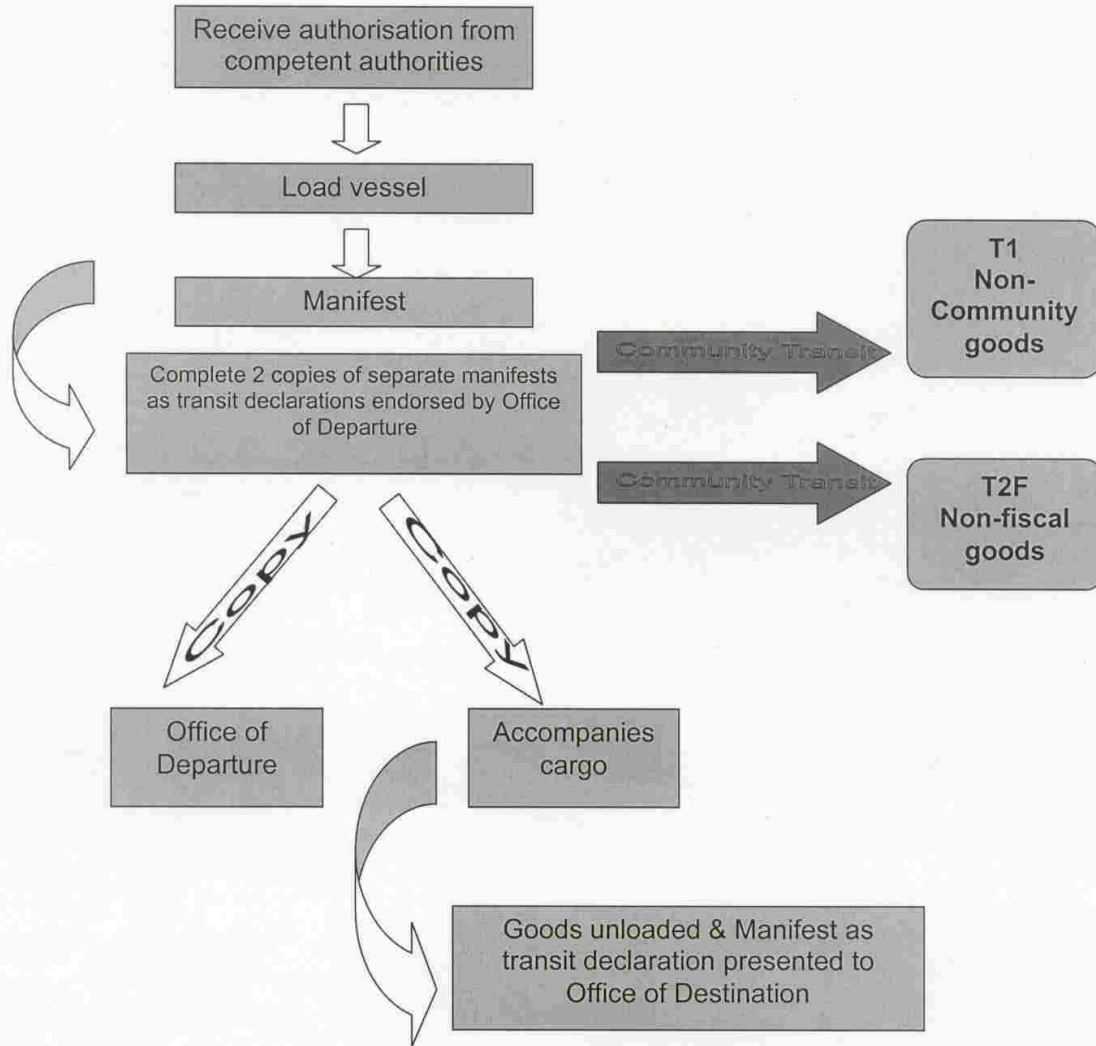 Receive authorisation from
competent authorities
Load vessel
Manifest
Complete 2 copies of separate manifests
as transit declarations endorsed by Office
of Departure
Community Transit
T1
Non-
Community
goods
Community Transit
T2F
Non-fiscal
goods
Copy
Copy
Office of
Departure
Accompanies
cargo
Goods unloaded & Manifest as
transit declaration presented to
Office of Destination